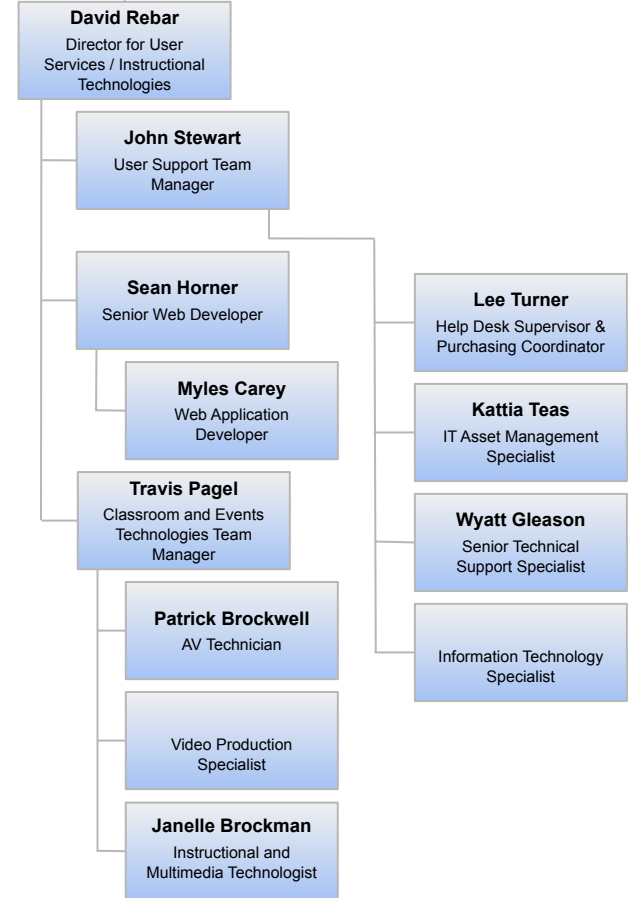 David Rebar
Director for User
Services / Instructional
Technologies
John Stewart
User Support Team
Manager
Sean Horner
Senior Web Developer
Myles Carey
Web Application
Developer
Travis Pagel
Classroom and Events
Technologies Team
Manager
Patrick Brockwell
AV Technician
Video Production
Specialist
Janelle Brockman
Instructional and
Multimedia Technologist
Lee Turner
Help Desk Supervisor &
Purchasing Coordinator
Kattia Teas
IT Asset Management
Specialist
Wyatt Gleason
Senior Technical
Support Specialist
Information Technology
Specialist